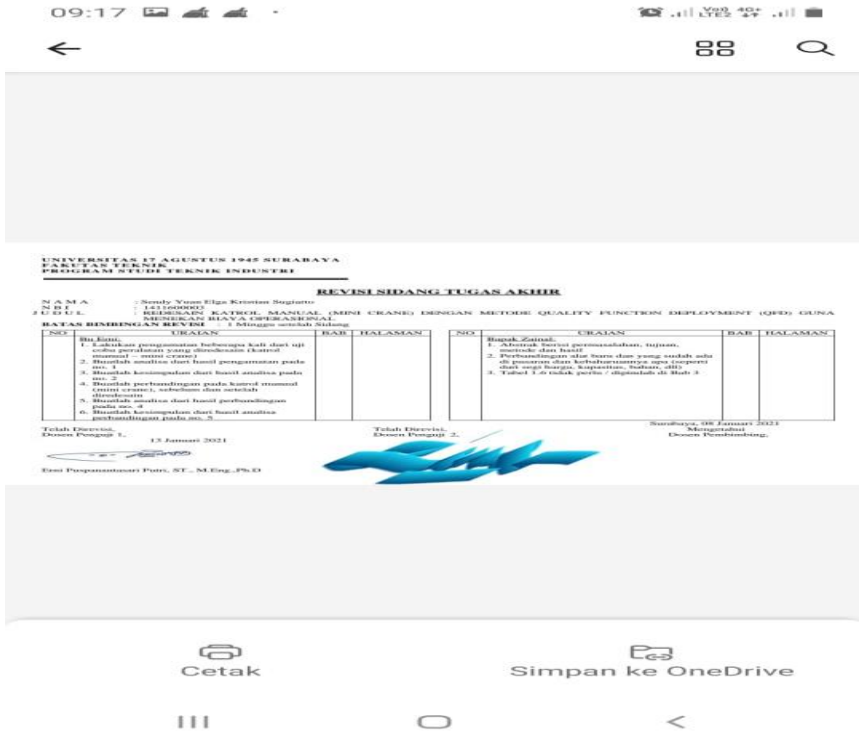 09:17
UNIVERSITAS 17 AGUSTUS 1945 SURABAYA
FAKUTAS TEKNIK
PROGRAM STUDI TEKNIK INDUSTRI
REVISI SIDANG TUGAS AKHIR
N A M A : Sendy Yuan Elga Kristian Sugiarto
N B I : 1411600003
J U D U L : REDESAIN KATROL MANUAL (MINI CRANE) DENGAN METODE QUALITY FUNCTION DEPLOYMENT (QFD) GUNA
MENEKAN BIAYA OPERASIONAL
BATAS BIMBINGAN REVISI : 1 Minggu setelah Sidang
NO URAIAN BAB HALAMAN
Bu Erni.
1. Lakukan pengamatan beberapa kali dari uji
coba peralatan yang diredesain (katrol
manual – mini crane)
2. Buatlah analisa dari hasil pengamatan pada
no. 1
3. Buatlah kesimpulan dari hasil analisa pada
no. 2
4. Buatlah perbandingan pada katrol manual
(mini crane), sebelum dan setelah
diredesain
5. Buatlah analisa dari hasil perbandingan
pada no. 4
6. Buatlah kesimpulan dari hasil analisa
perbandingan pada no. 5
NO URAIAN BAB HALAMAN
Bapak Zainal.
1. Abstrak berisi permasalahan, tujuan,
metode dan hasil
2. Perbandingan alat baru dan yang sudah ada
di pasaran dan kebaharuannya apa (seperti
dari segi harga, kapasitas, bahan, dll)
3. Tabel 1.6 tidak perlu / dipindah di Bab 3
Surabaya, 08 Januari 2021
Telah Direvisi,
Dosen Penguji 1,
13 Januari 2021
Telah Direvisi,
Dosen Penguji 2,
Mengetahui
Dosen Pembimbing,
Erni Puspanantasari Putri, ST., M.Eng.,Ph.D
Cetak
Simpan ke OneDrive